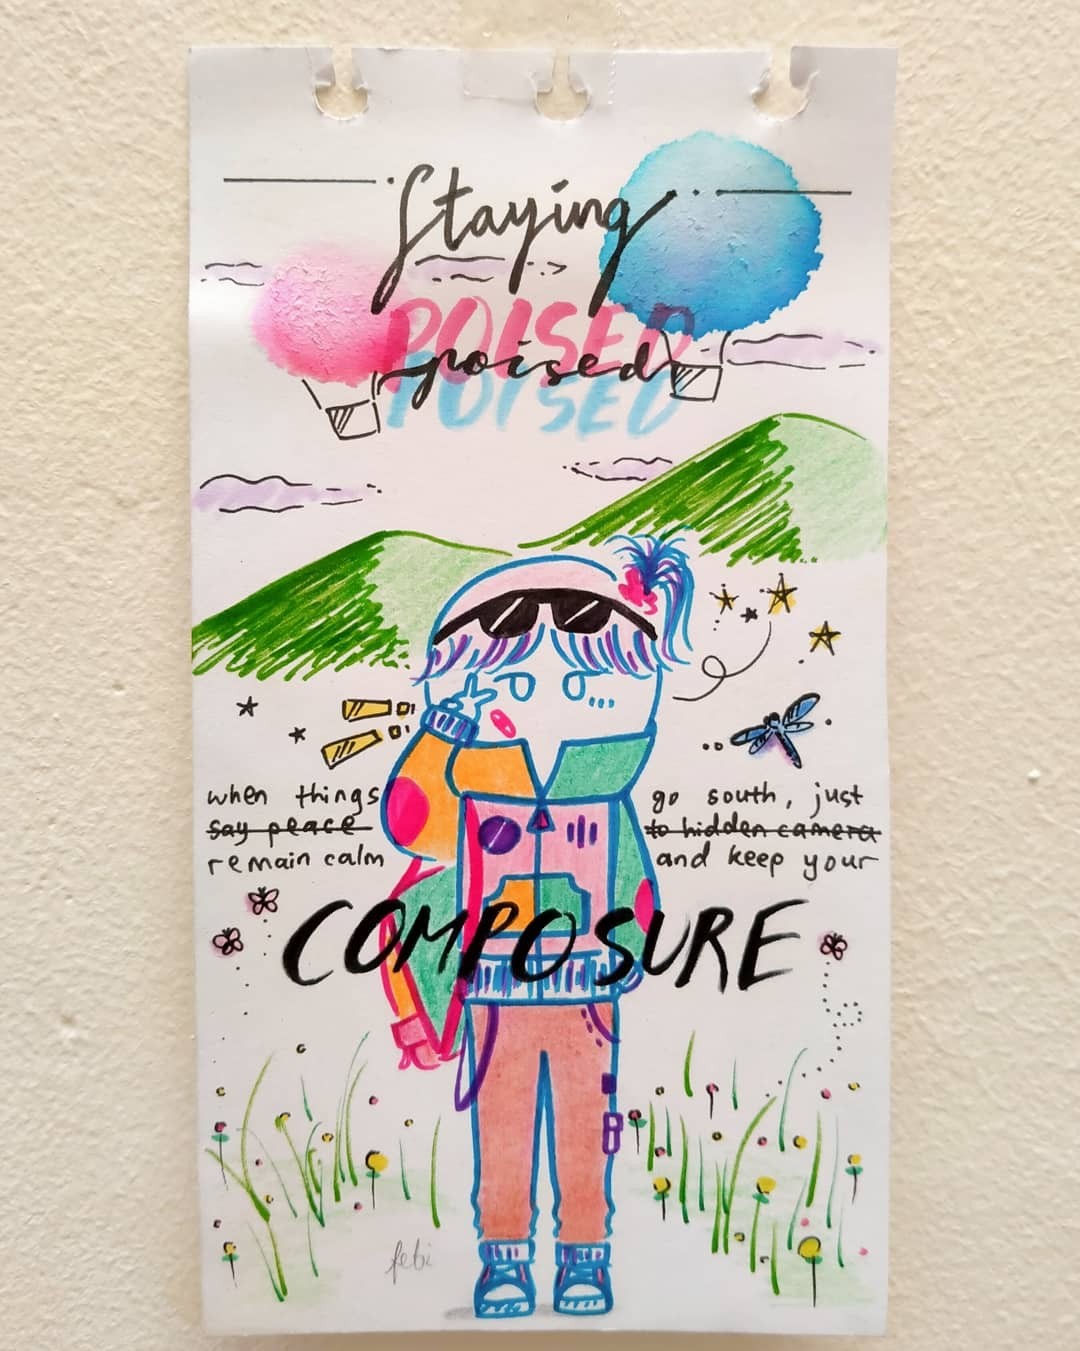 Staying
POISED
poised
POISED
when things go south, just
say peace to hidden camera
remain calm and keep your
COMPOSURE
febi